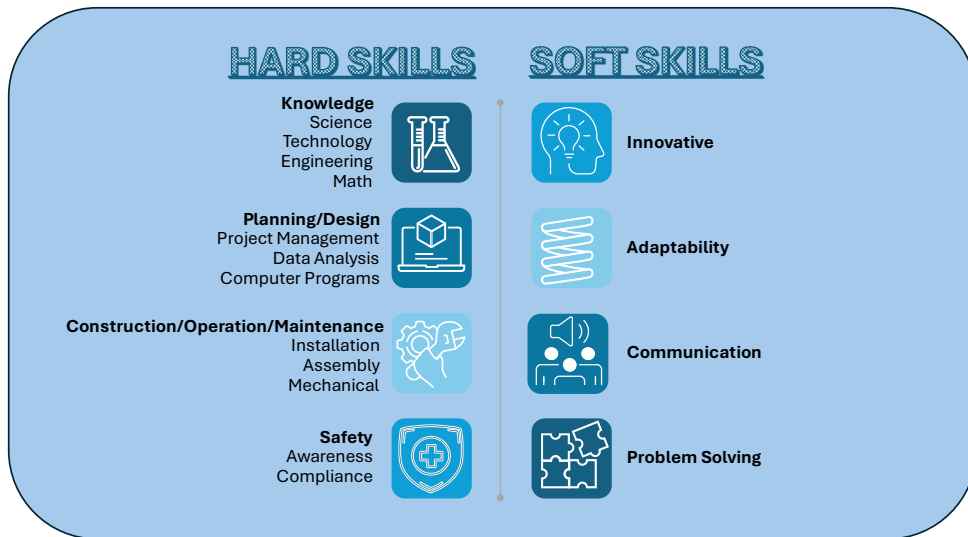 HARD SKILLS
Knowledge
Science
Technology
Engineering
Math
Planning/Design
Project Management
Data Analysis
Computer Programs
Construction/Operation/Maintenance
Installation
Assembly
Mechanical
Safety
Awareness
Compliance
SOFT SKILLS
Innovative
Adaptability
Communication
Problem Solving